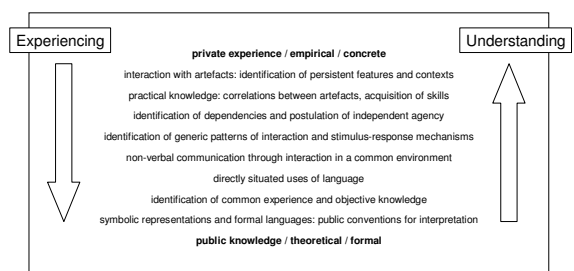 Experiencing
Understanding
private experience / empirical / concrete
interaction with artefacts: identification of persistent features and contexts
practical knowledge: correlations between artefacts, acquisition of skills
identification of dependencies and postulation of independent agency
identification of generic patterns of interaction and stimulus-response mechanisms
non-verbal communication through interaction in a common environment
directly situated uses of language
identification of common experience and objective knowledge
symbolic representations and formal languages: public conventions for interpretation
public knowledge / theoretical / formal